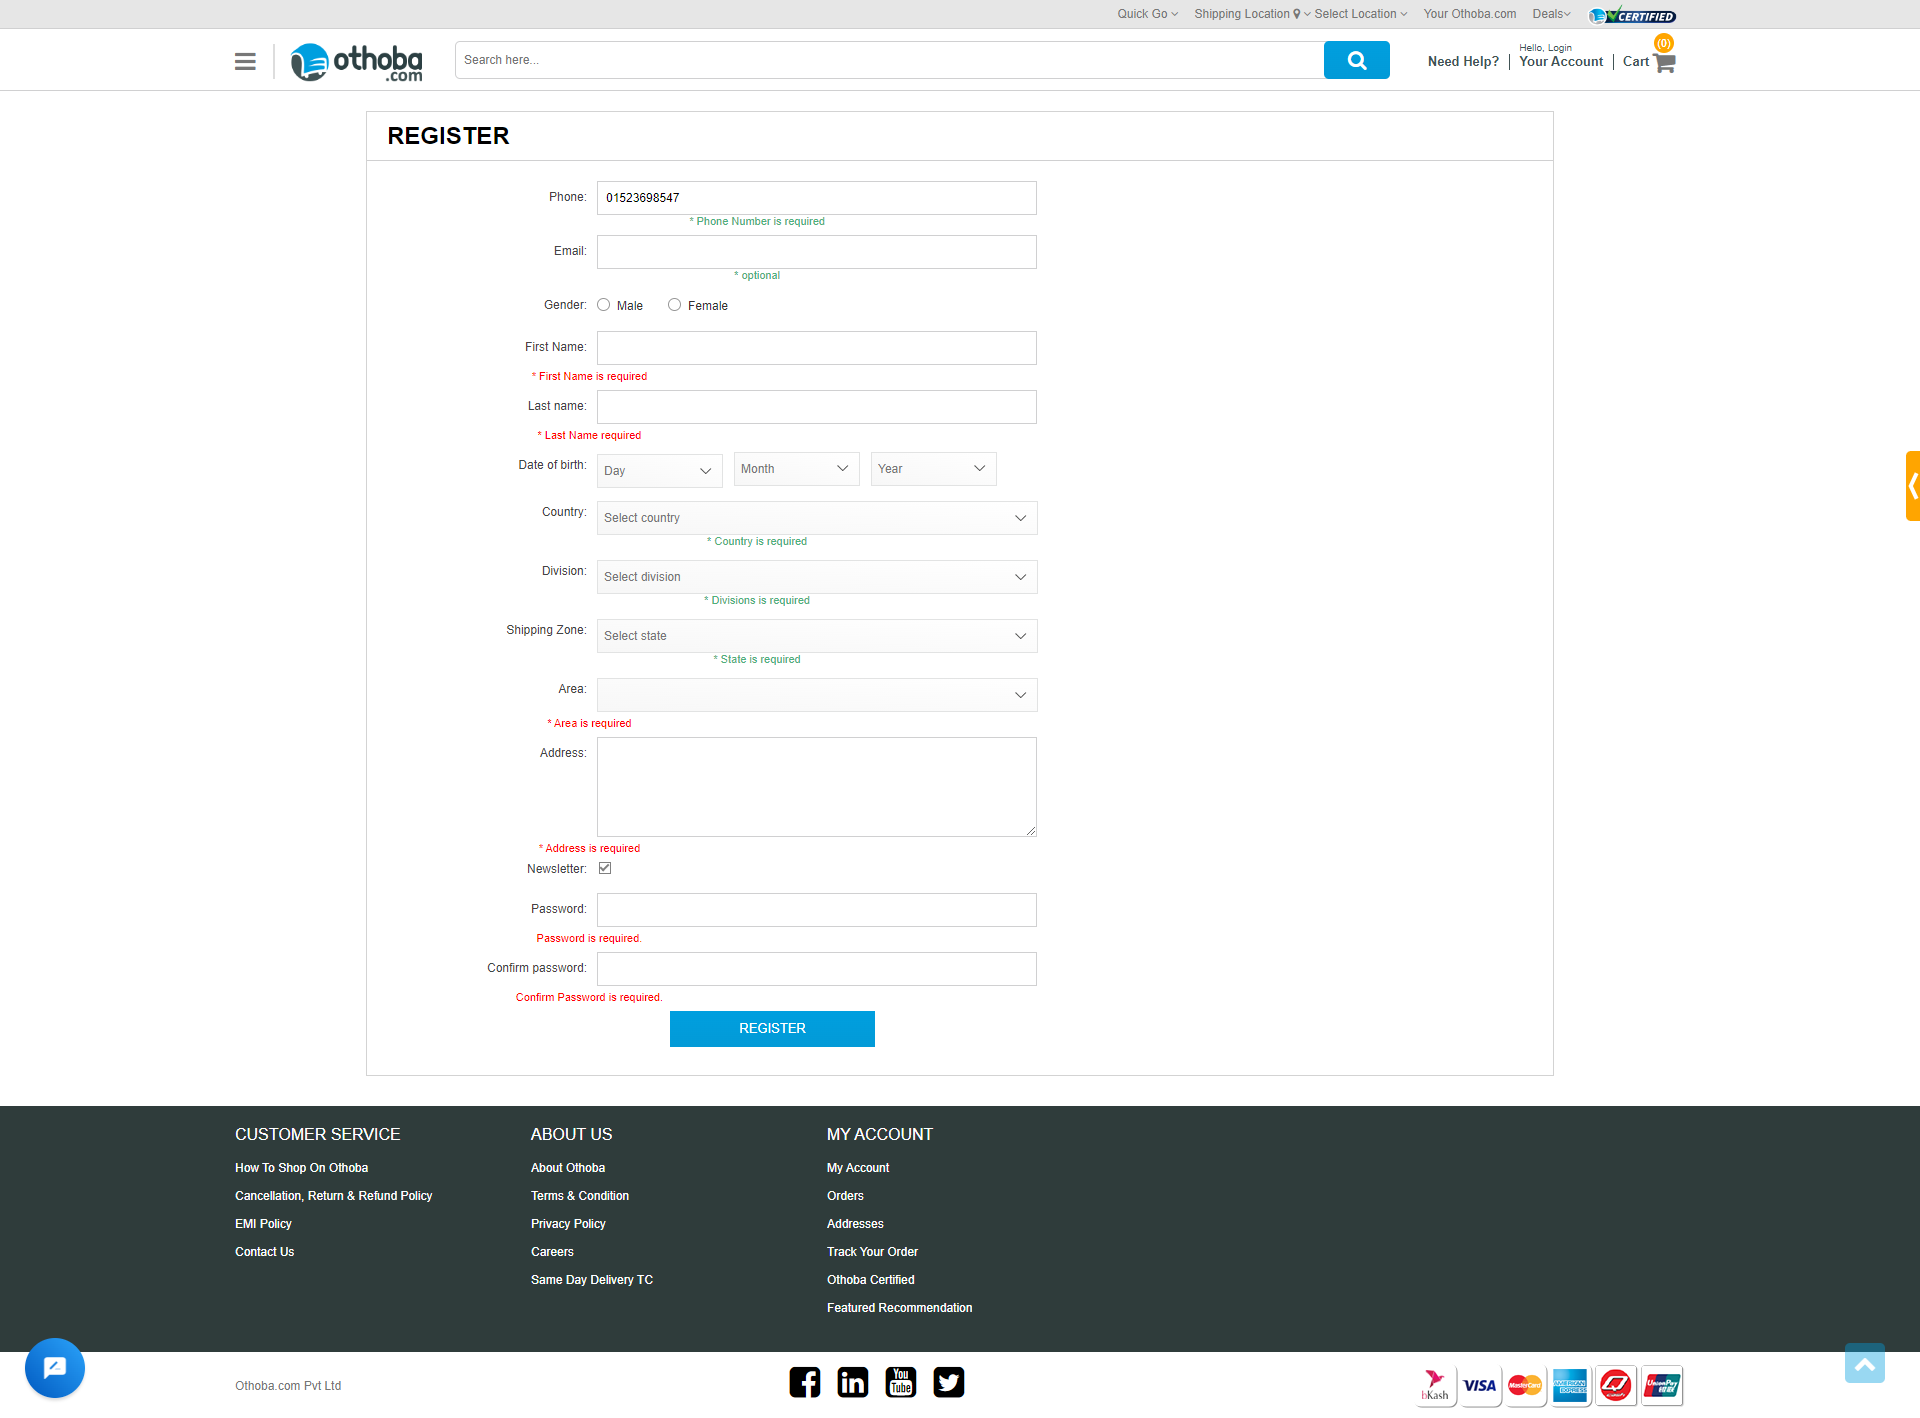 Quick Go
Shipping Location
Select Location
Your Othoba.com
Deals
CERTIFIED
othoba
.com
Search here...
Need Help?
Hello, Login
Your Account
Cart
(0)
REGISTER
Phone:
01523698547
* Phone Number is required
Email:
* optional
Gender:
Male
Female
First Name:
* First Name is required
Last name:
* Last Name required
Date of birth:
Day
Month
Year
Country:
Select country
* Country is required
Division:
Select division
* Divisions is required
Shipping Zone:
Select state
* State is required
Area:
* Area is required
Address:
* Address is required
Newsletter:
Password:
Password is required.
Confirm password:
Confirm Password is required.
REGISTER
CUSTOMER SERVICE
How To Shop On Othoba
Cancellation, Return & Refund Policy
EMI Policy
Contact Us
ABOUT US
About Othoba
Terms & Condition
Privacy Policy
Careers
Same Day Delivery TC
MY ACCOUNT
My Account
Orders
Addresses
Track Your Order
Othoba Certified
Featured Recommendation
Othoba.com Pvt Ltd
You
Tube
bKash
VISA
MasterCard
AMERICAN
EXPRESS
UnionPay
银联